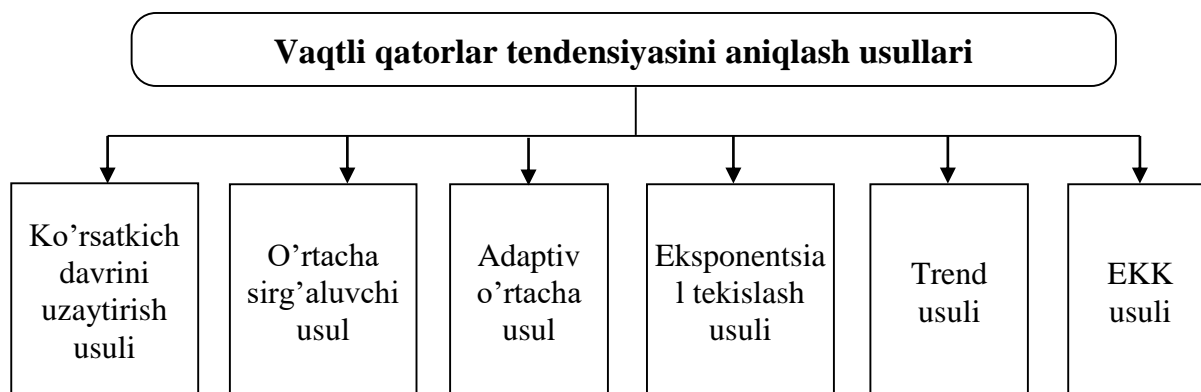 Vaqtli qatorlar tendensiyasini aniqlash usullari
Ko’rsatkich
davrini
uzaytirish
usuli
O’rtacha
sirg’aluvchi
usul
Adaptiv
o’rtacha
usul
Eksponentsia
l tekislash
usuli
Trend
usuli
EKK
usuli